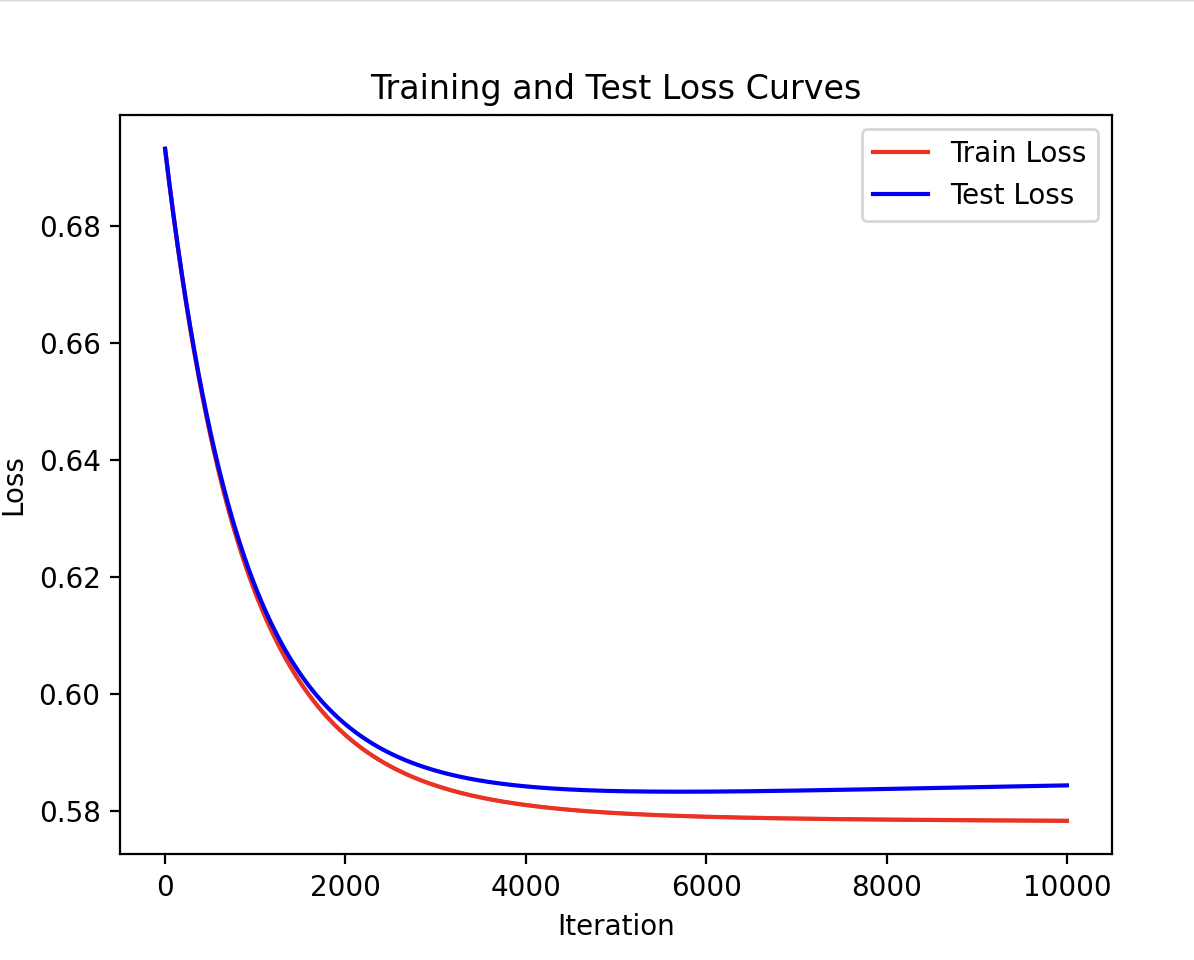 Training and Test Loss Curves
Train Loss
Test Loss
0.68
0.66
0.64
0.62
0.60
0.58
Loss
0 2000 4000 6000 8000 10000
Iteration